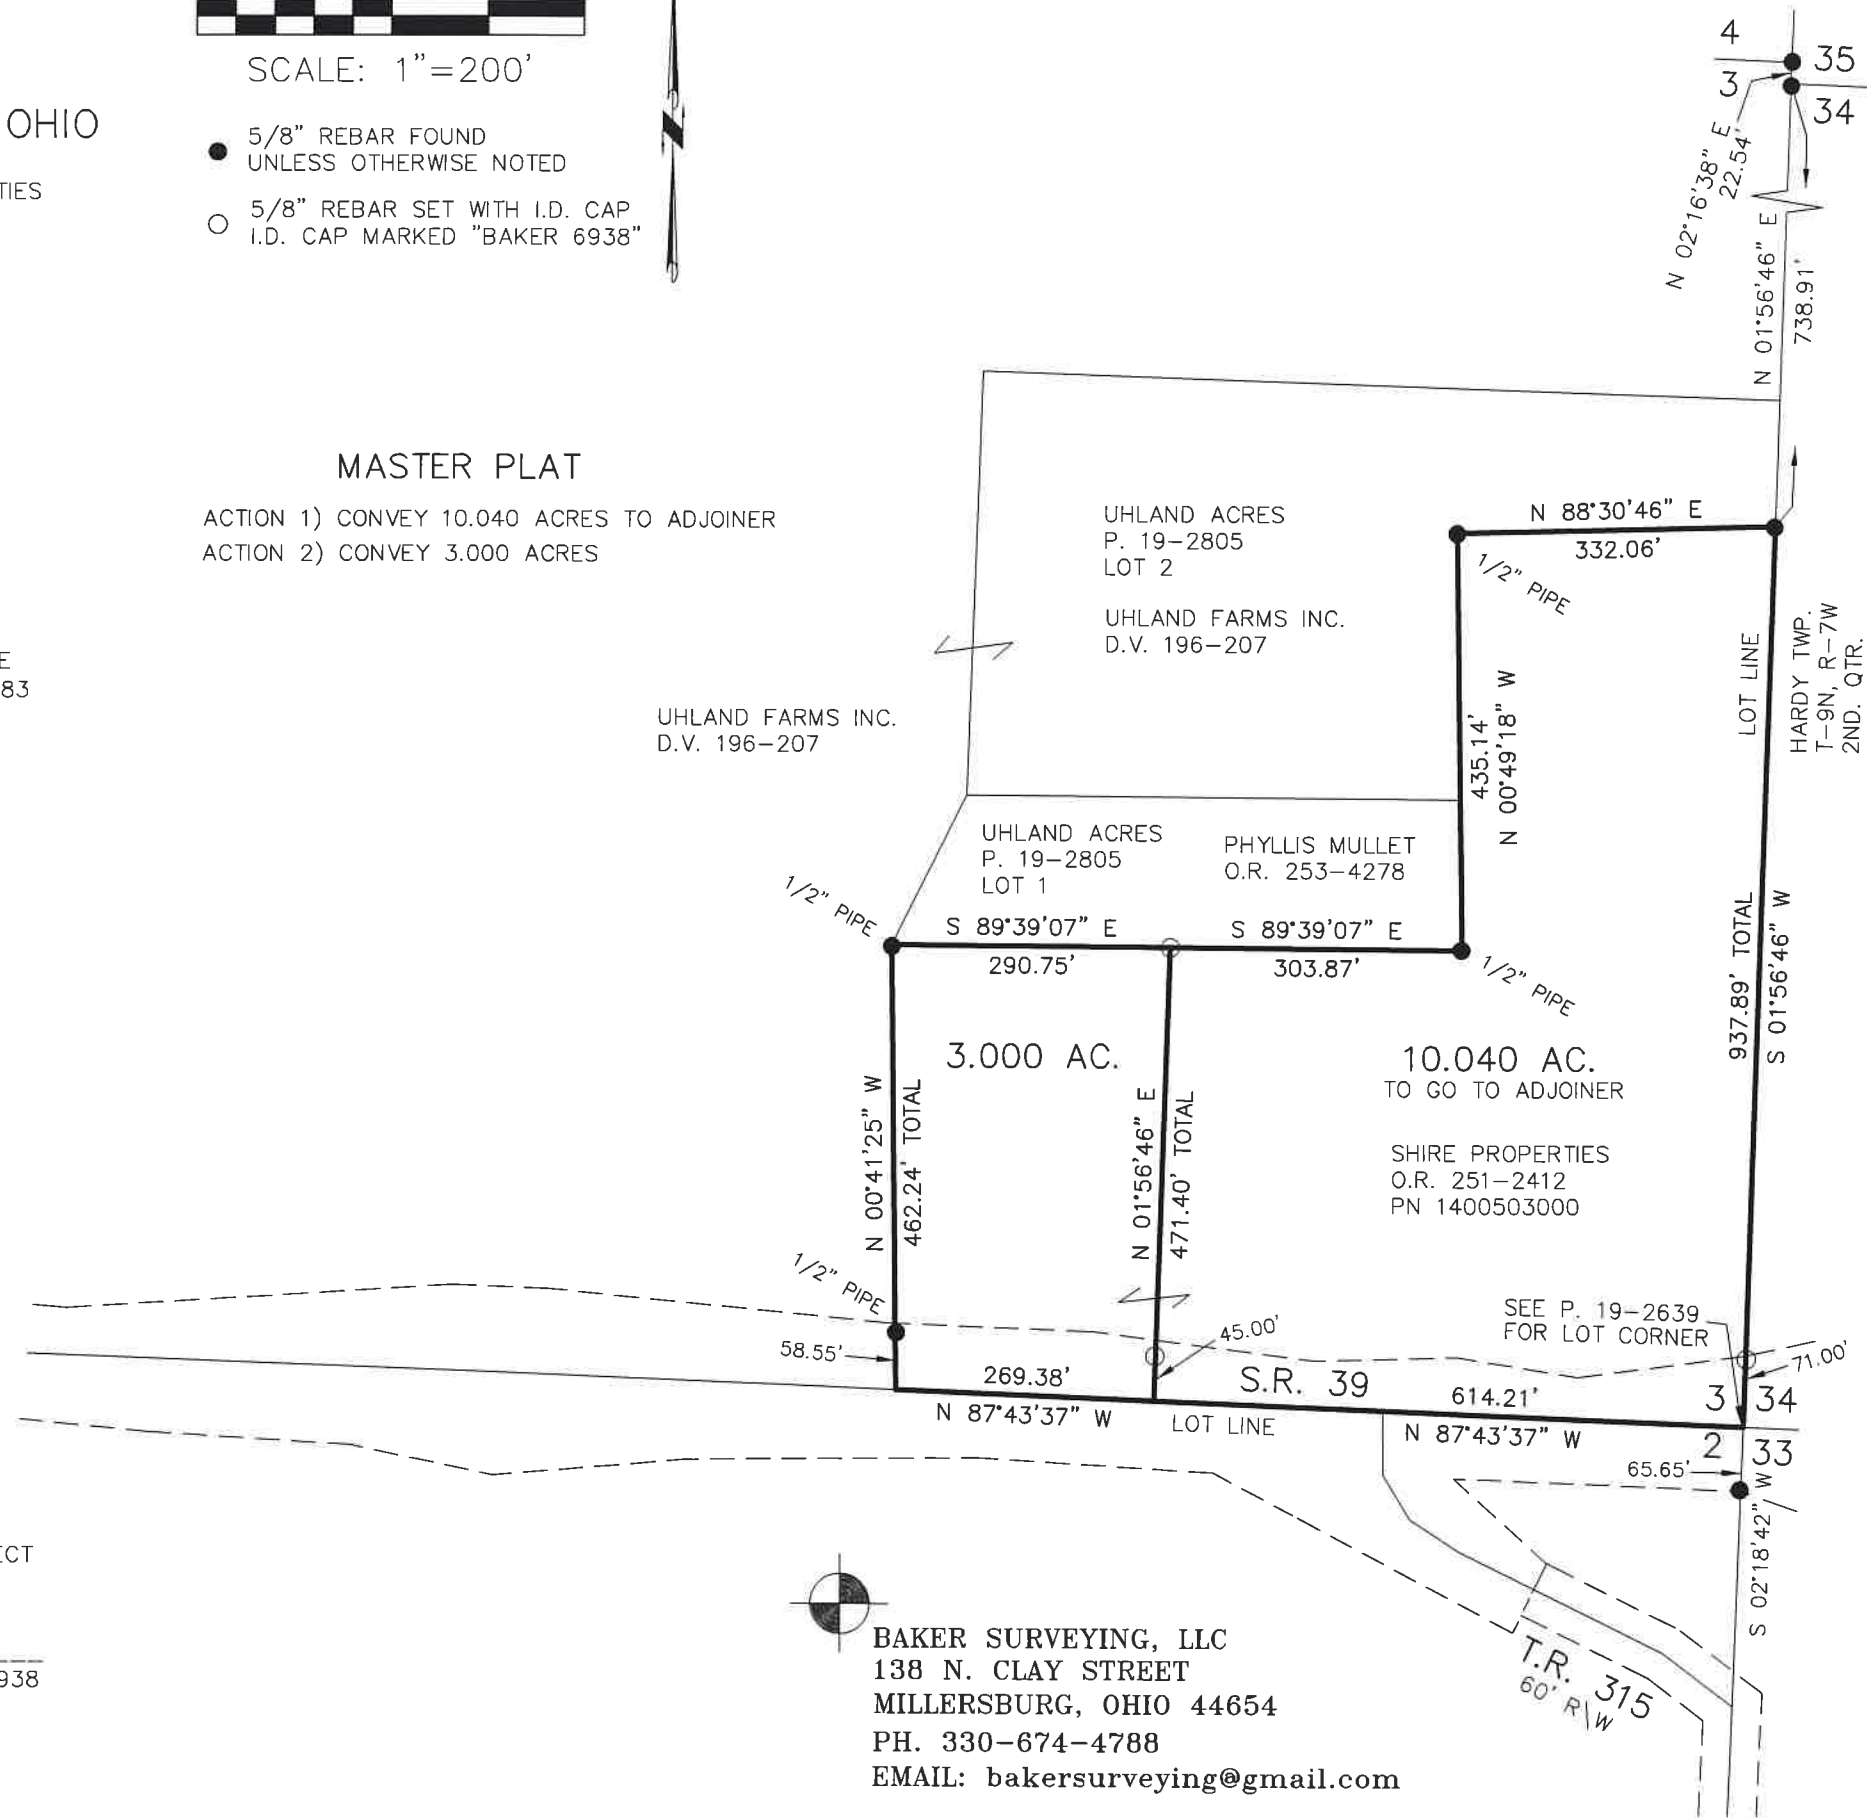 SCALE: 1"=200'
OHIO
5/8" REBAR FOUND
UNLESS OTHERWISE NOTED
TIES
5/8" REBAR SET WITH I.D. CAP
I.D. CAP MARKED "BAKER 6938"
N
4
35
3
34
N 02°16'38" E
22.54'
N 01°56'46" E
738.91'
MASTER PLAT
ACTION 1) CONVEY 10.040 ACRES TO ADJOINER
ACTION 2) CONVEY 3.000 ACRES
UHLAND ACRES
P. 19-2805
LOT 2
UHLAND FARMS INC.
D.V. 196-207
N 88°30'46" E
332.06'
1/2" PIPE
E
83
LOT LINE
HARDY TWP.
T-9N, R-7W
2ND. QTR.
435.14'
N 00°49'18" W
UHLAND FARMS INC.
D.V. 196-207
UHLAND ACRES
P. 19-2805
LOT 1
PHYLLIS MULLET
O.R. 253-4278
1/2" PIPE
S 89°39'07" E
290.75'
S 89°39'07" E
303.87'
1/2" PIPE
937.89' TOTAL
S 01°56'46" W
3.000 AC.
10.040 AC.
TO GO TO ADJOINER
SHIRE PROPERTIES
O.R. 251-2412
PN 1400503000
N 00°41'25" W
462.24' TOTAL
N 01°56'46" E
471.40' TOTAL
1/2" PIPE
58.55'
45.00'
SEE P. 19-2639
FOR LOT CORNER
71.00'
269.38'
N 87°43'37" W
S.R. 39
LOT LINE
614.21'
N 87°43'37" W
3
34
2
33
65.65'
S 02°18'42" W
ECT
938
T.R. 315
60' R\W
BAKER SURVEYING, LLC
138 N. CLAY STREET
MILLERSBURG, OHIO 44654
PH. 330-674-4788
EMAIL: bakersurveying@gmail.com